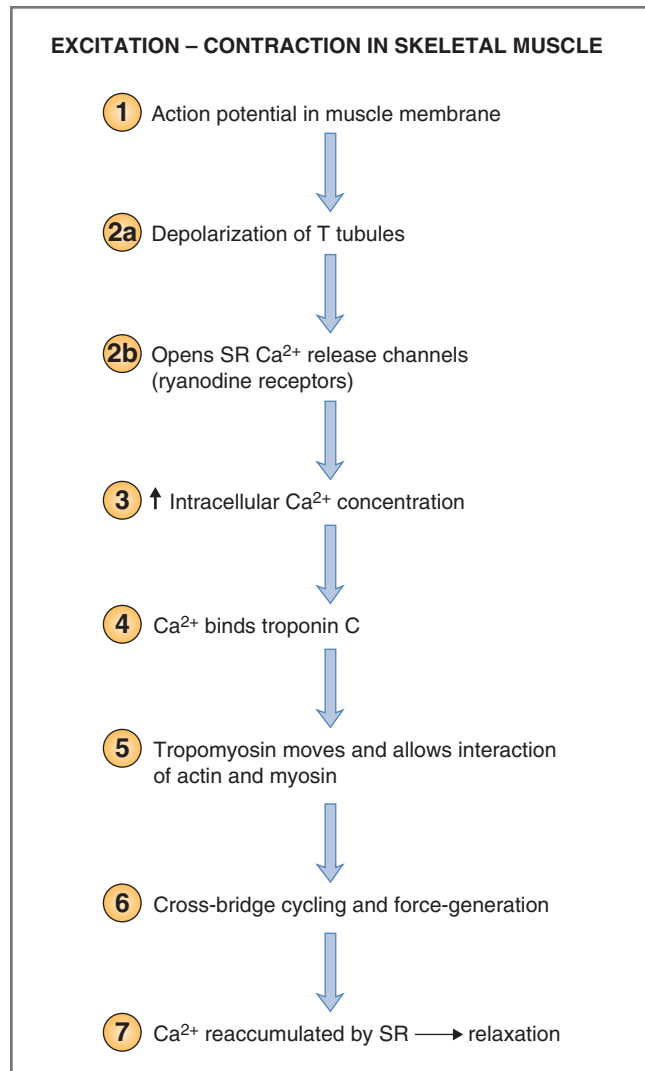 EXCITATION – CONTRACTION IN SKELETAL MUSCLE
1 Action potential in muscle membrane
2a Depolarization of T tubules
2b Opens SR Ca²⁺ release channels
(ryanodine receptors)
3 ↑ Intracellular Ca²⁺ concentration
4 Ca²⁺ binds troponin C
5 Tropomyosin moves and allows interaction
of actin and myosin
6 Cross-bridge cycling and force-generation
7 Ca²⁺ reaccumulated by SR → relaxation